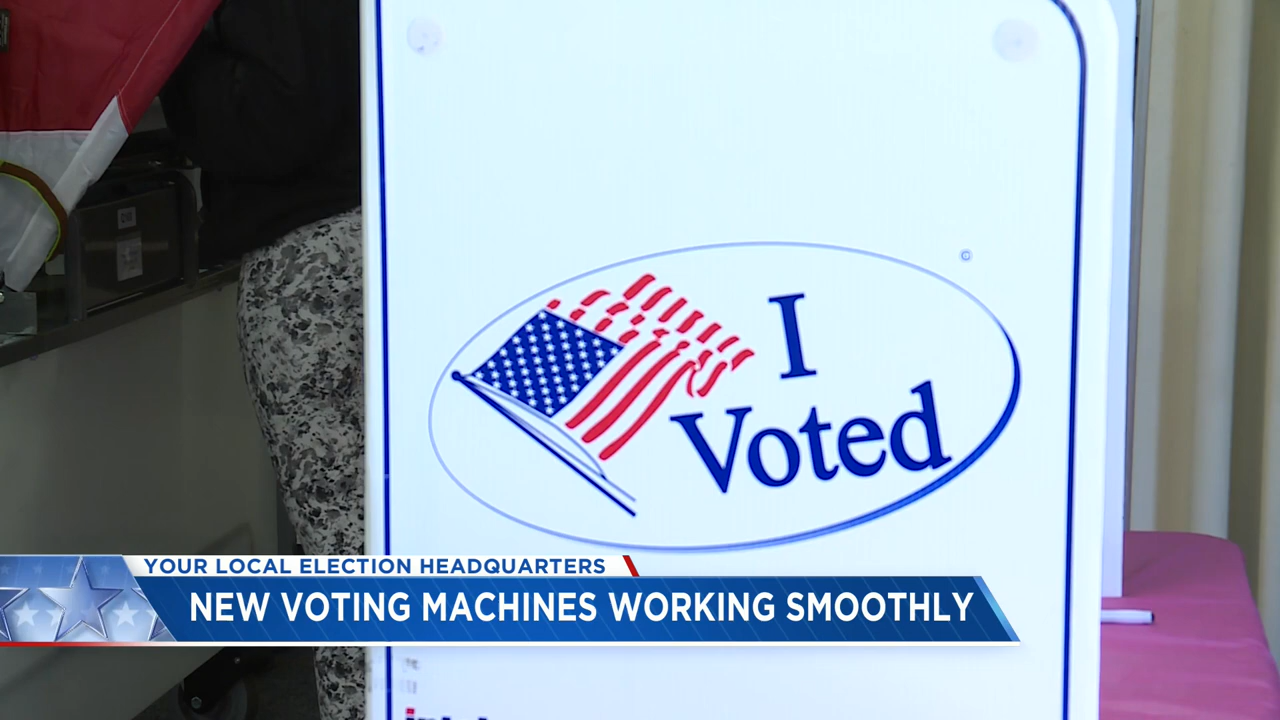 I
Voted
YOUR LOCAL ELECTION HEADQUARTERS
NEW VOTING MACHINES WORKING SMOOTHLY